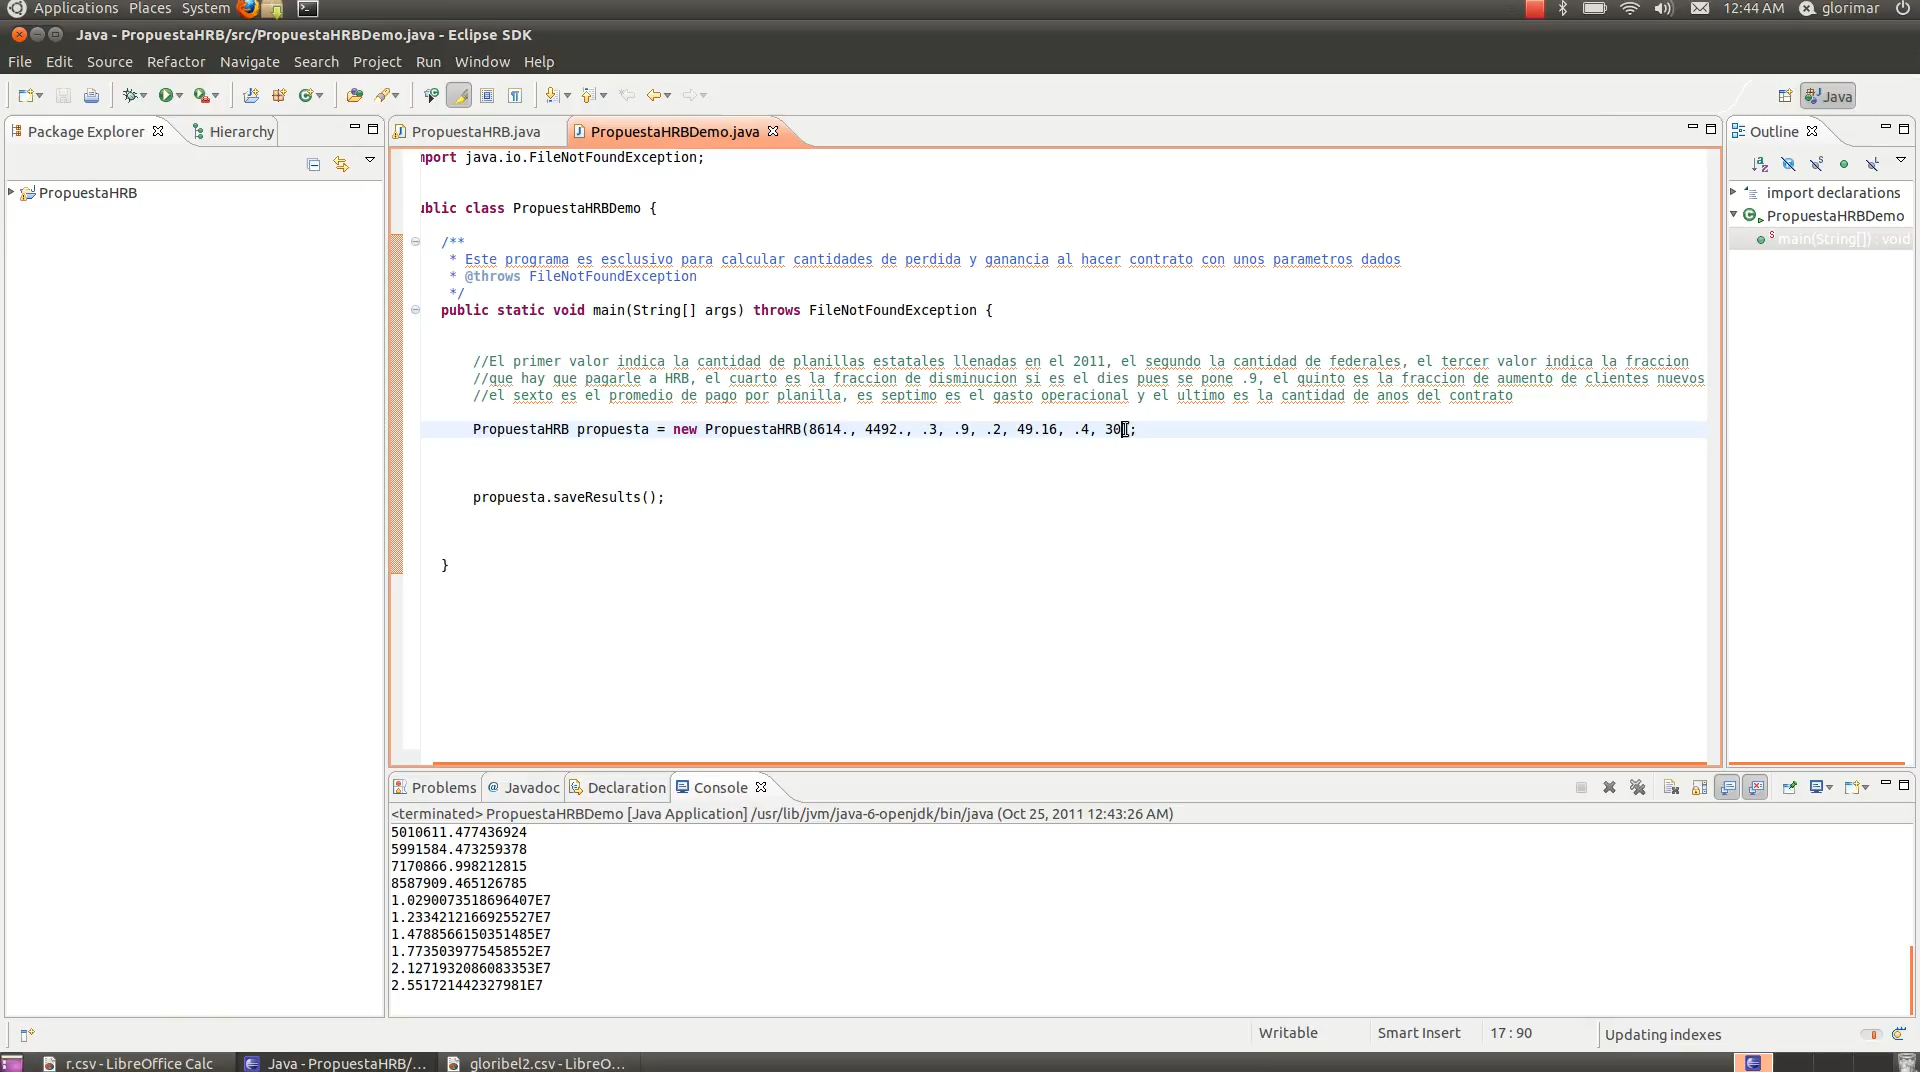 Applications Places System 12:44 AM glorimar
Java - PropuestaHRB/src/PropuestaHRBDemo.java - Eclipse SDK
File Edit Source Refactor Navigate Search Project Run Window Help
Java
Package Explorer Hierarchy PropuestaHRB.java PropuestaHRBDemo.java Outline
PropuestaHRB
import declarations
PropuestaHRBDemo
main(String[]) : void
mport java.io.FileNotFoundException;
ublic class PropuestaHRBDemo {
/**
* Este programa es esclusivo para calcular cantidades de perdida y ganancia al hacer contrato con unos parametros dados
* @throws FileNotFoundException
*/
public static void main(String[] args) throws FileNotFoundException {
//El primer valor indica la cantidad de planillas estatales llenadas en el 2011, el segundo la cantidad de federales, el tercer valor indica la fraccion
//que hay que pagarle a HRB, el cuarto es la fraccion de disminucion si es el dies pues se pone .9, el quinto es la fraccion de aumento de clientes nuevos
//el sexto es el promedio de pago por planilla, es septimo es el gasto operacional y el ultimo es la cantidad de anos del contrato
PropuestaHRB propuesta = new PropuestaHRB(8614., 4492., .3, .9, .2, 49.16, .4, 30);
propuesta.saveResults();
}
Problems @ Javadoc Declaration Console
<terminated> PropuestaHRBDemo [Java Application] /usr/lib/jvm/java-6-openjdk/bin/java (Oct 25, 2011 12:43:26 AM)
5010611.477436924
5991584.473259378
7170866.998212815
8587909.465126785
1.0290073518696407E7
1.2334212166925527E7
1.4788566150351485E7
1.7735039775458552E7
2.1271932086083353E7
2.551721442327981E7
Writable Smart Insert 17 : 90 Updating indexes
r.csv - LibreOffice Calc Java - PropuestaHRB/... gloribel2.csv - LibreO...